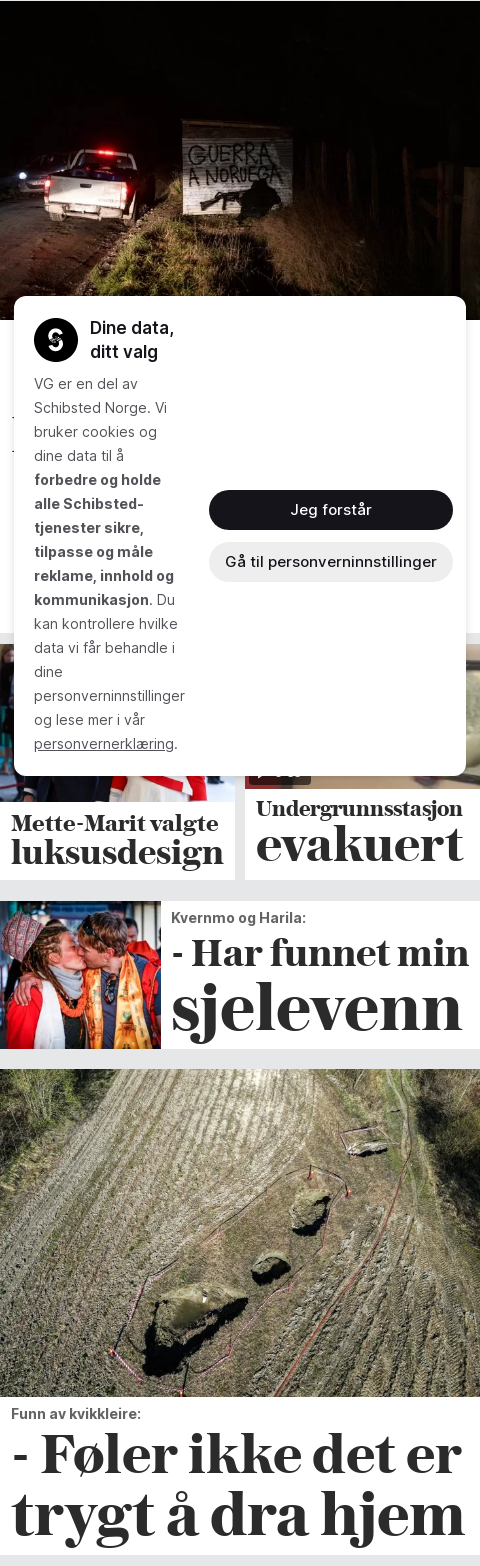 GUERRA
A NORUEGA
Dine data,
ditt valg
VG er en del av
Schibsted Norge. Vi
bruker cookies og
dine data til å
forbedre og holde
alle Schibsted-
tjenester sikre,
tilpasse og måle
reklame, innhold og
kommunikasjon. Du
kan kontrollere hvilke
data vi får behandle i
dine
personverninnstillinger
og lese mer i vår
personvernerklæring.
Jeg forstår
Gå til personverninnstillinger
Mette-Marit valgte
luksusdesign
Undergrunnsstasjon
evakuert
Kvernmo og Harila:
- Har funnet min
sjelevenn
Funn av kvikkleire:
- Føler ikke det er
trygt å dra hjem